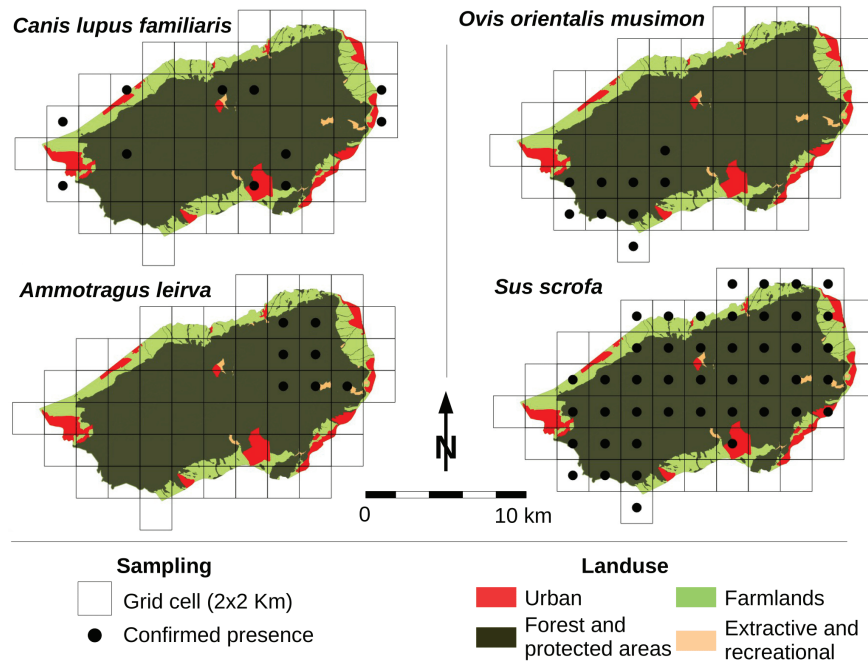 Canis lupus familiaris
Ovis orientalis musimon
Ammotragus leirva
Sus scrofa
N
0 10 km
Sampling
Grid cell (2x2 Km)
Confirmed presence
Landuse
Urban
Farmlands
Forest and
protected areas
Extractive and
recreational